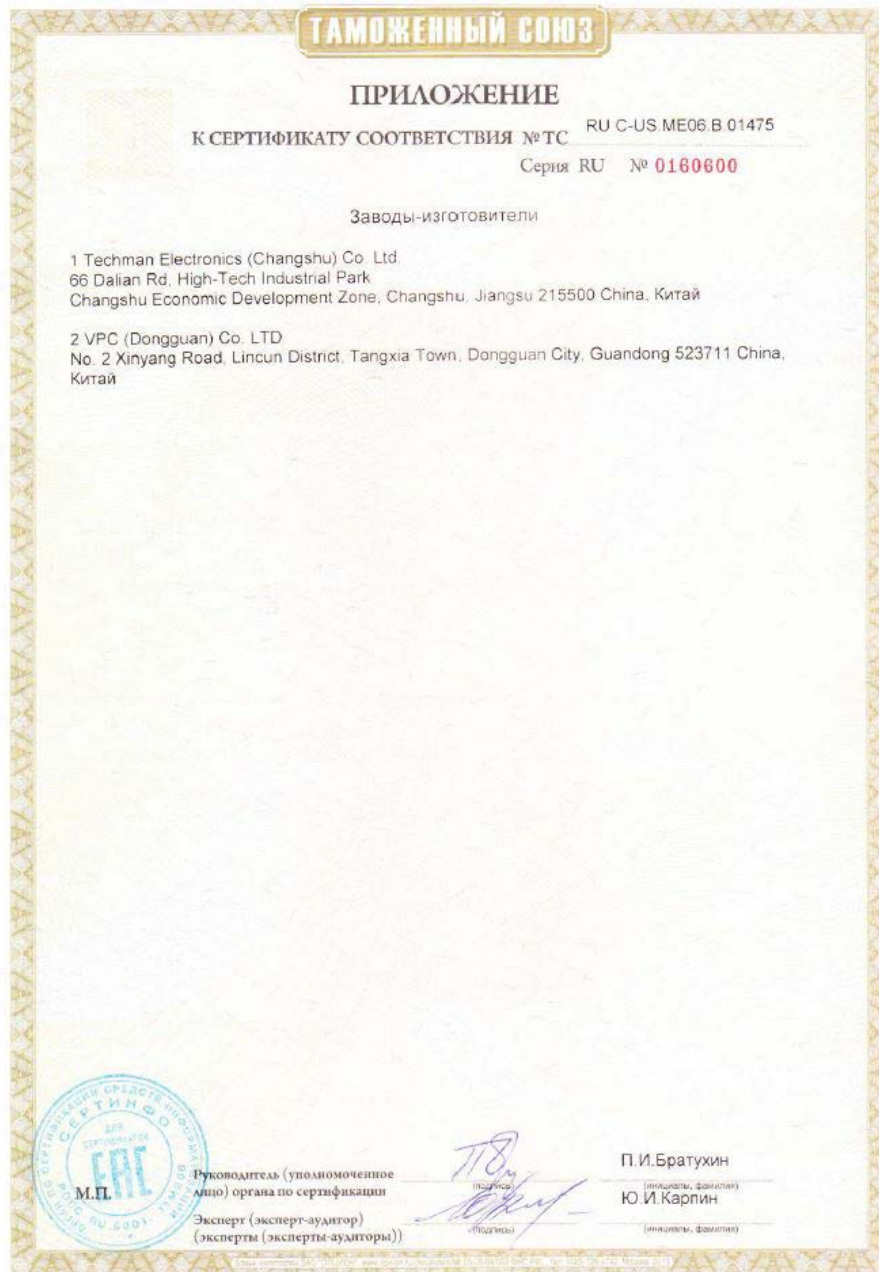 ТАМОЖЕННЫЙ СОЮЗ
ПРИЛОЖЕНИЕ
К СЕРТИФИКАТУ СООТВЕТСТВИЯ № ТС RU C-US.ME06.B.01475
Серия RU № 0160600
Заводы-изготовители
1 Techman Electronics (Changshu) Co. Ltd.
66 Dalian Rd, High-Tech Industrial Park
Changshu Economic Development Zone, Changshu, Jiangsu 215500 China, Китай
2 VPC (Dongguan) Co. LTD
No. 2 Xinyang Road, Lincun District, Tangxia Town, Dongguan City, Guandong 523711 China,
Китай
СЕРТИНФО
ДЛЯ
СЕРТИФИКАТОВ
EAC
М.П.
Руководитель (уполномоченное
лицо) органа по сертификации
(подпись)
П.И.Братухин
(инициалы, фамилия)
Эксперт (эксперт-аудитор)
(эксперты (эксперты-аудиторы))
(подпись)
Ю.И.Карпин
(инициалы, фамилия)